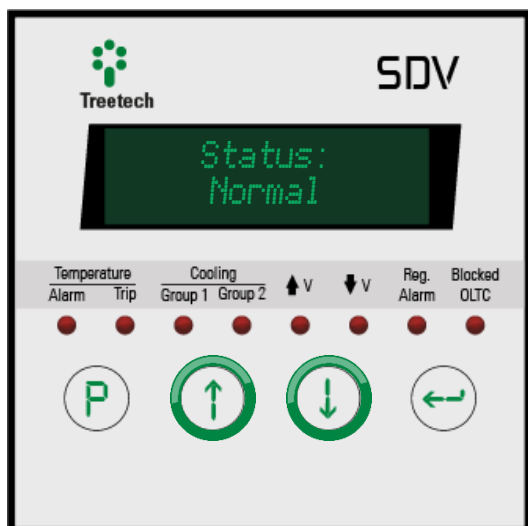 Treetech
SDV
Status:
Normal
Temperature
Alarm Trip
Cooling
Group 1 Group 2
V
V
Reg.
Alarm
Blocked
OLTC
P